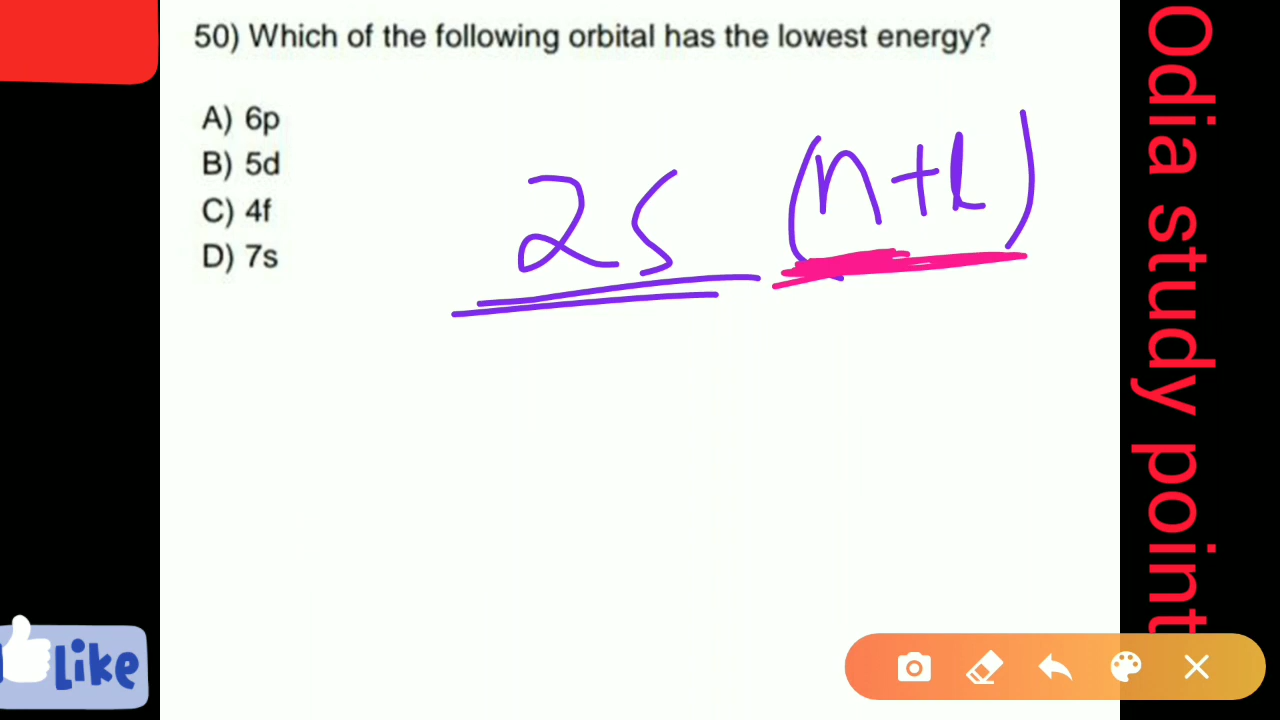 50) Which of the following orbital has the lowest energy?
A) 6p
B) 5d
C) 4f
D) 7s
2s (n+l)
Odia study point
Like